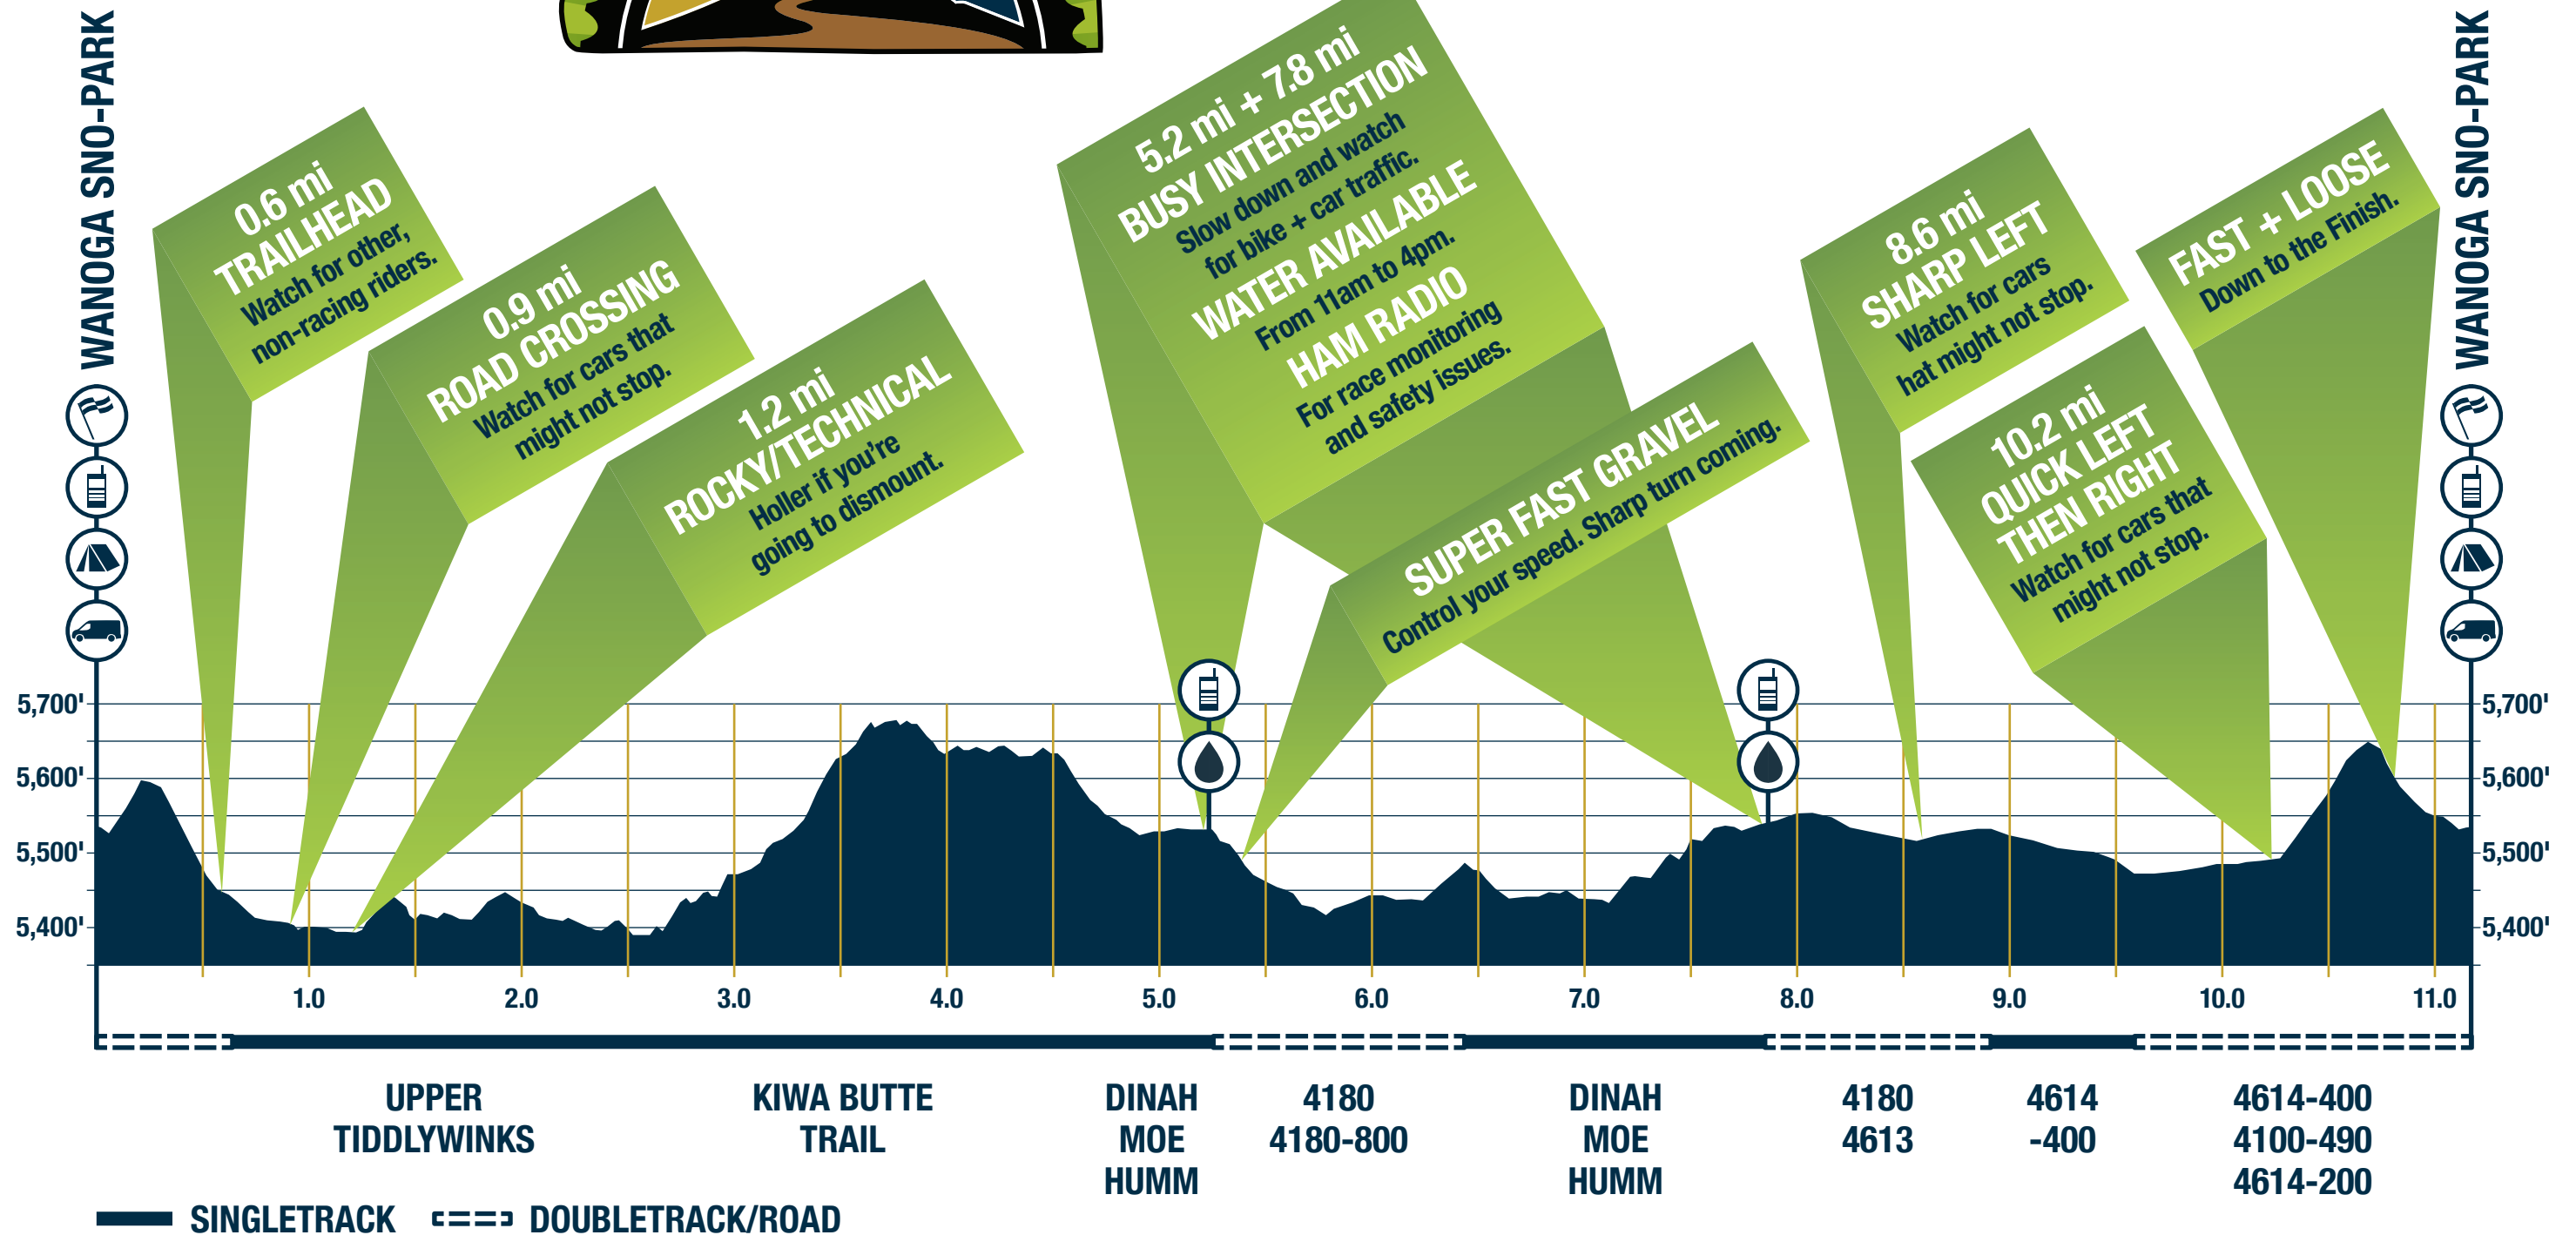 WANOGA SNO-PARK
0.6 mi
TRAILHEAD
Watch for other,
non-racing riders.
0.9 mi
ROAD CROSSING
Watch for cars that
might not stop.
1.2 mi
ROCKY/TECHNICAL
Holler if you're
going to dismount.
5.2 mi + 7.8 mi
BUSY INTERSECTION
Slow down and watch
for bike + car traffic.
WATER AVAILABLE
From 11am to 4pm.
HAM RADIO
For race monitoring
and safety issues.
SUPER FAST GRAVEL
Control your speed. Sharp turn coming.
8.6 mi
SHARP LEFT
Watch for cars
hat might not stop.
10.2 mi
QUICK LEFT
THEN RIGHT
Watch for cars that
might not stop.
FAST + LOOSE
Down to the Finish.
WANOGA SNO-PARK
5,700'
5,600'
5,500'
5,400'
5,700'
5,600'
5,500'
5,400'
1.0 2.0 3.0 4.0 5.0 6.0 7.0 8.0 9.0 10.0 11.0
UPPER
TIDDLYWINKS
KIWA BUTTE
TRAIL
DINAH
MOE
HUMM
4180
4180-800
DINAH
MOE
HUMM
4180
4613
4614
-400
4614-400
4100-490
4614-200
SINGLETRACK DOUBLETRACK/ROAD